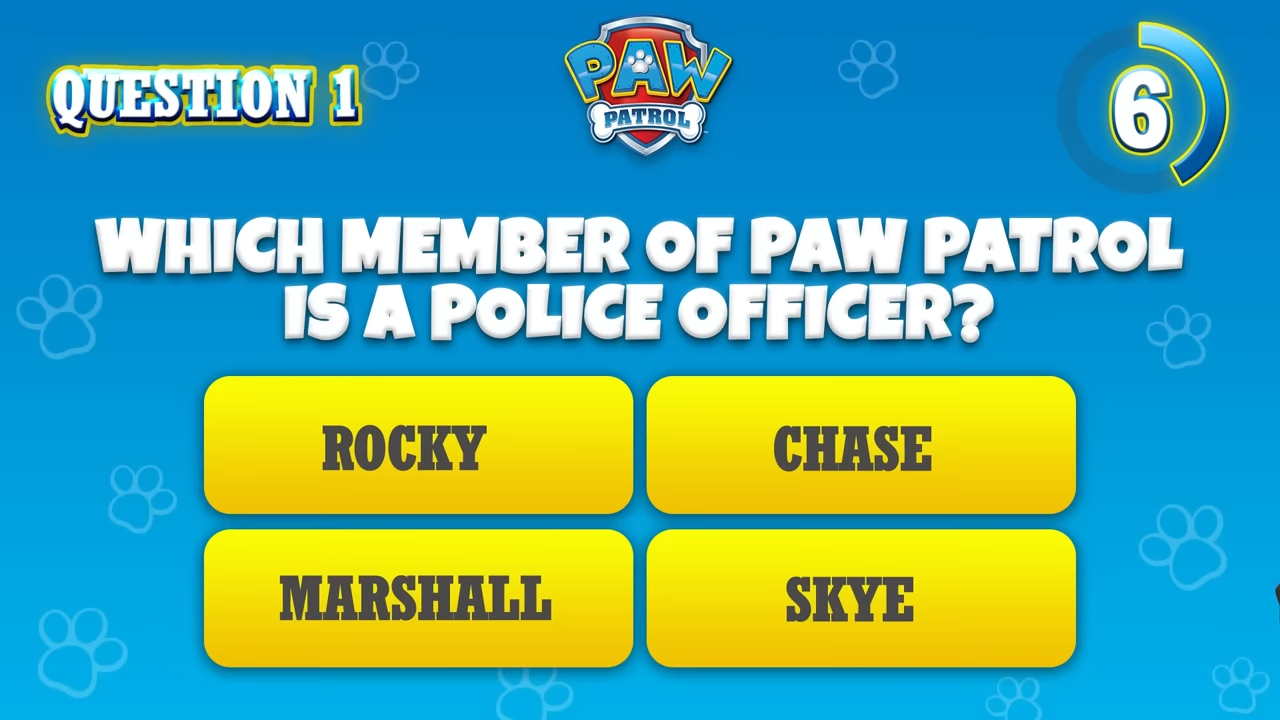 QUESTION 1
PAW
PATROL
6
WHICH MEMBER OF PAW PATROL
IS A POLICE OFFICER?
ROCKY
CHASE
MARSHALL
SKYE